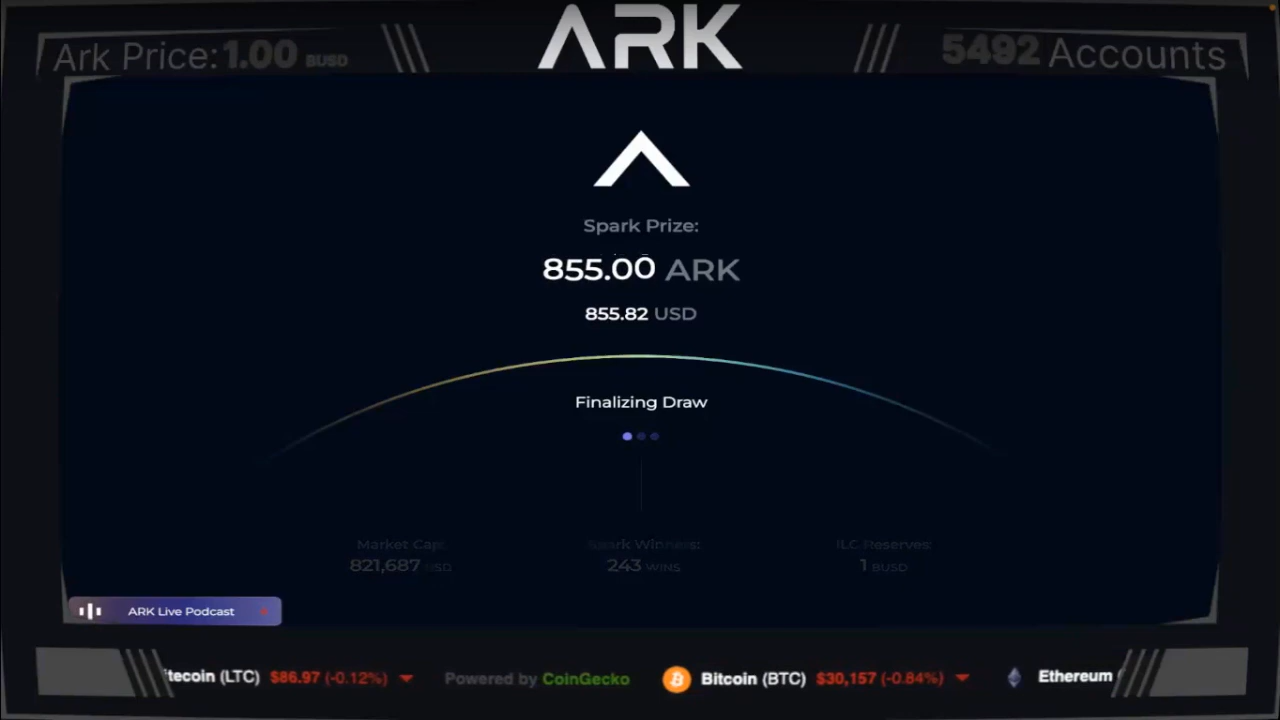 ARK
Ark Price: 1.00 BUSD
5492 Accounts
Spark Prize:
855.00 ARK
855.82 USD
Finalizing Draw
Market Cap:
821,687 USD
Spark Winners:
243 WINS
ILC Reserves:
1 BUSD
ARK Live Podcast
itecoin (LTC) $86.97 (-0.12%) Powered by CoinGecko Bitcoin (BTC) $30,157 (-0.84%) Ethereum